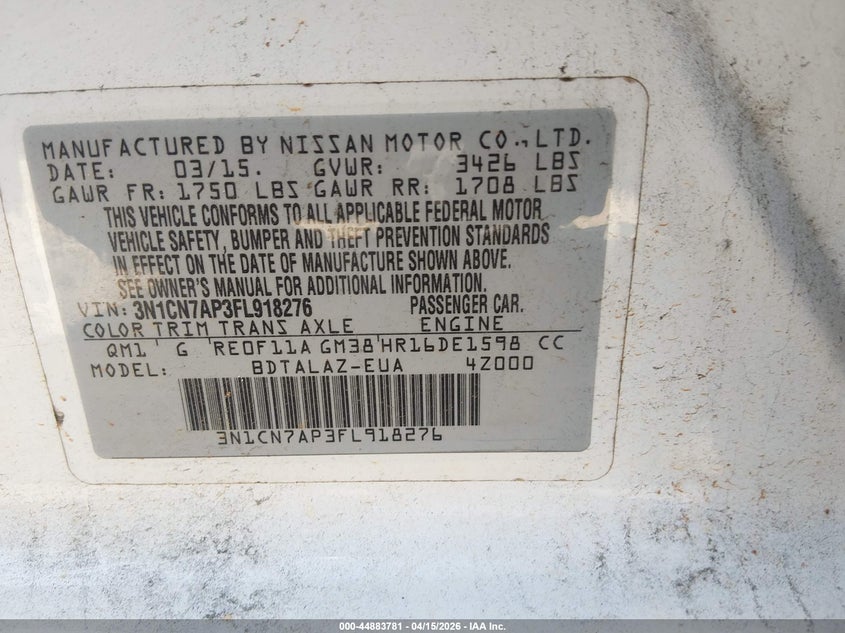 MANUFACTURED BY NISSAN MOTOR CO., LTD.
DATE: 03/15. GVWR: 3426 LBS
GAWR FR: 1750 LBS GAWR RR: 1708 LBS
THIS VEHICLE CONFORMS TO ALL APPLICABLE FEDERAL MOTOR
VEHICLE SAFETY, BUMPER AND THEFT PREVENTION STANDARDS
IN EFFECT ON THE DATE OF MANUFACTURE SHOWN ABOVE.
SEE OWNER'S MANUAL FOR ADDITIONAL INFORMATION.
VIN: 3N1CN7AP3FL918276 PASSENGER CAR.
COLOR TRIM TRANS AXLE ENGINE
QM1 G RE0F11A GM38 HR16DE1598 CC
MODEL: BDTALAZ-EUA 4Z000
3N1CN7AP3FL918276
000-44883781 - 04/15/2026 - IAA Inc.